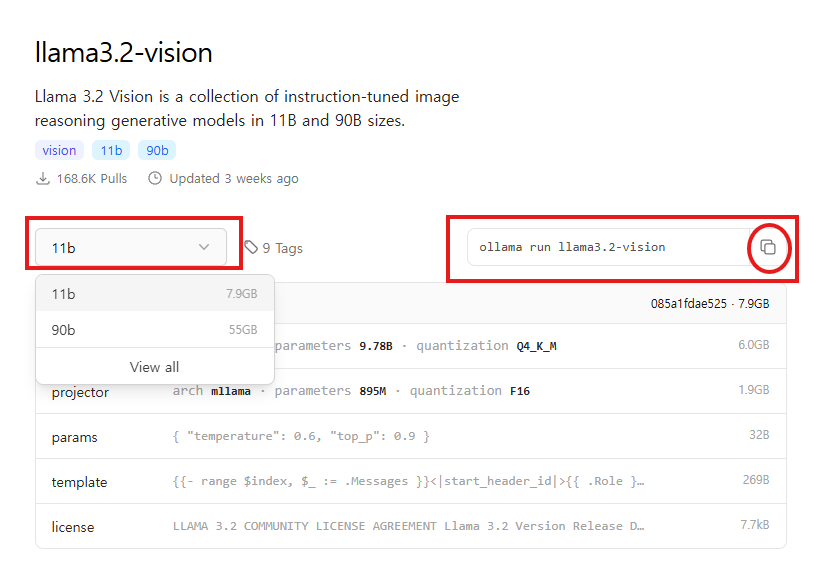 llama3.2-vision
Llama 3.2 Vision is a collection of instruction-tuned image
reasoning generative models in 11B and 90B sizes.
vision 11b 90b
168.6K Pulls Updated 3 weeks ago
11b 9 Tags ollama run llama3.2-vision
11b 7.9GB
90b 55GB
View all
085a1fdae525 · 7.9GB
parameters 9.78B · quantization Q4_K_M 6.0GB
projector arch mllama · parameters 895M · quantization F16 1.9GB
params { "temperature": 0.6, "top_p": 0.9 } 32B
template {{- range $index, $_ := .Messages }}<|start_header_id|>{{ .Role }… 269B
license LLAMA 3.2 COMMUNITY LICENSE AGREEMENT Llama 3.2 Version Release D… 7.7kB